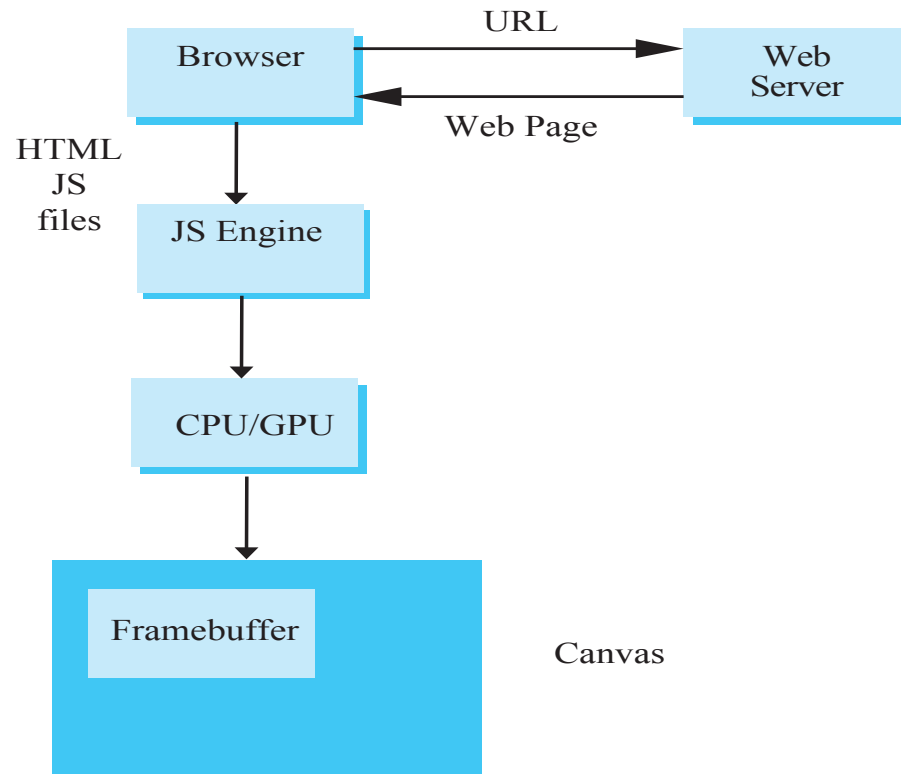 URL
Browser
Web
Server
Web Page
HTML
JS
files
JS Engine
CPU/GPU
Framebuffer
Canvas